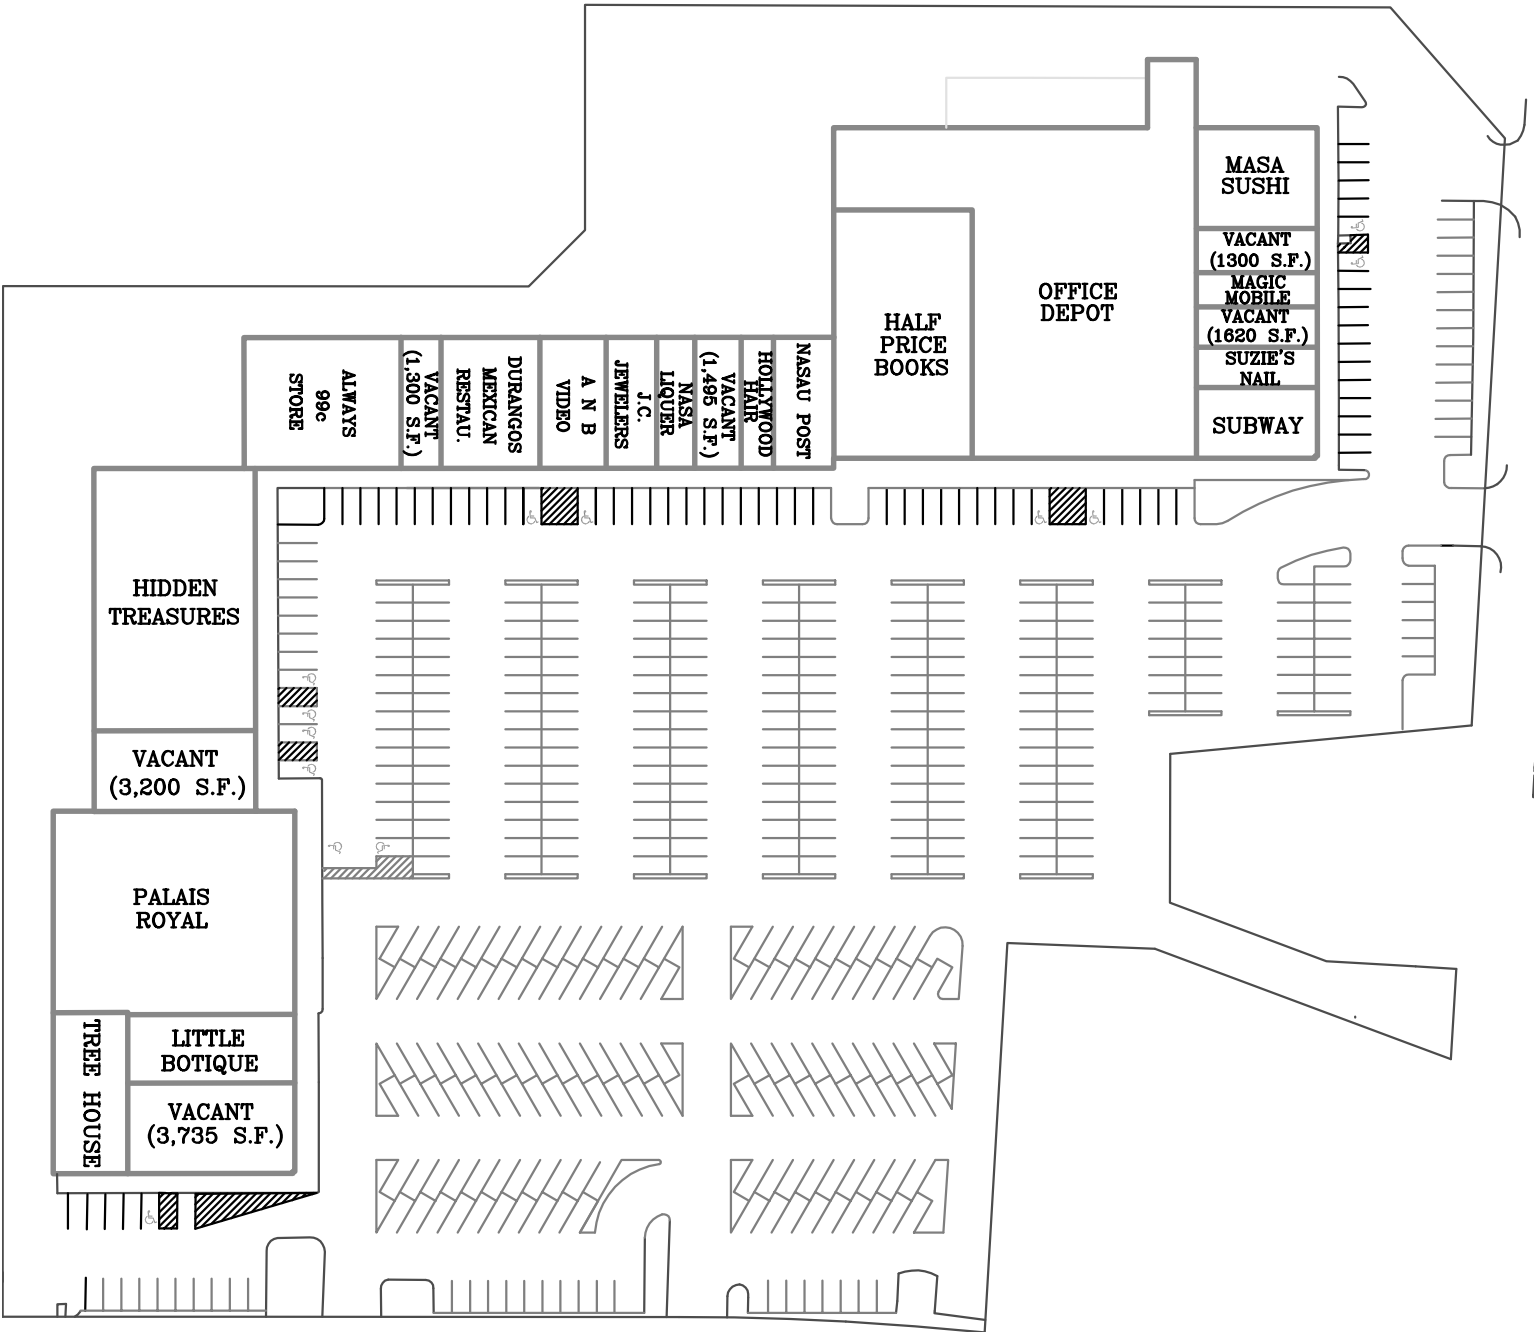 MASA
SUSHI
VACANT
(1300 S.F.)
MAGIC
MOBILE
VACANT
(1620 S.F.)
SUZIE'S
NAIL
SUBWAY
OFFICE
DEPOT
HALF
PRICE
BOOKS
ALWAYS
99c
STORE
VACANT
(1,300 S.F.)
DURANGOS
MEXICAN
RESTAU.
A N B
VIDEO
J.C.
JEWELERS
NASA
LIQUER
VACANT
(1,495 S.F.)
HOLLYWOOD
HAIR
NASAU POST
HIDDEN
TREASURES
VACANT
(3,200 S.F.)
PALAIS
ROYAL
TREE HOUSE
LITTLE
BOTIQUE
VACANT
(3,735 S.F.)